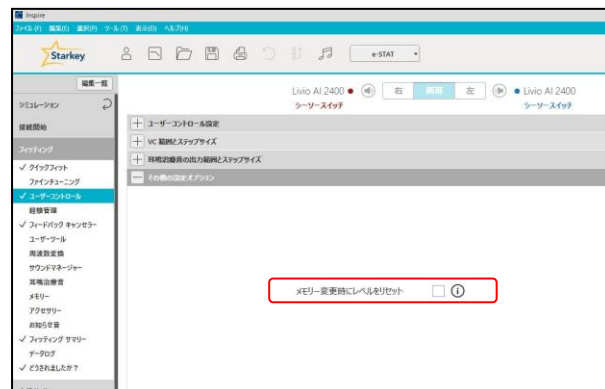 Inspire
ファイル(F) 編集(E) 選択(P) ツール(T) 表示(D) ヘルプ(H)
Starkey
e-STAT
編集一覧
シミュレーション
接続開始
フィッティング
✓ クイックフィット
ファインチューニング
✓ ユーザーコントロール
経験管理
✓ フィードバック キャンセラー
ユーザーツール
周波数変換
サウンドマネージャー
耳鳴治療音
メモリー
アクセサリー
お知らせ音
✓ フィッティング サマリー
データログ
✓ どうされましたか?
Livio AI 2400
シーソースイッチ
右 両耳 左
Livio AI 2400
シーソースイッチ
ユーザーコントロール設定
VC 範囲とステップサイズ
耳鳴治療音の出力範囲とステップサイズ
その他の設定オプション
メモリー変更時にレベルをリセット